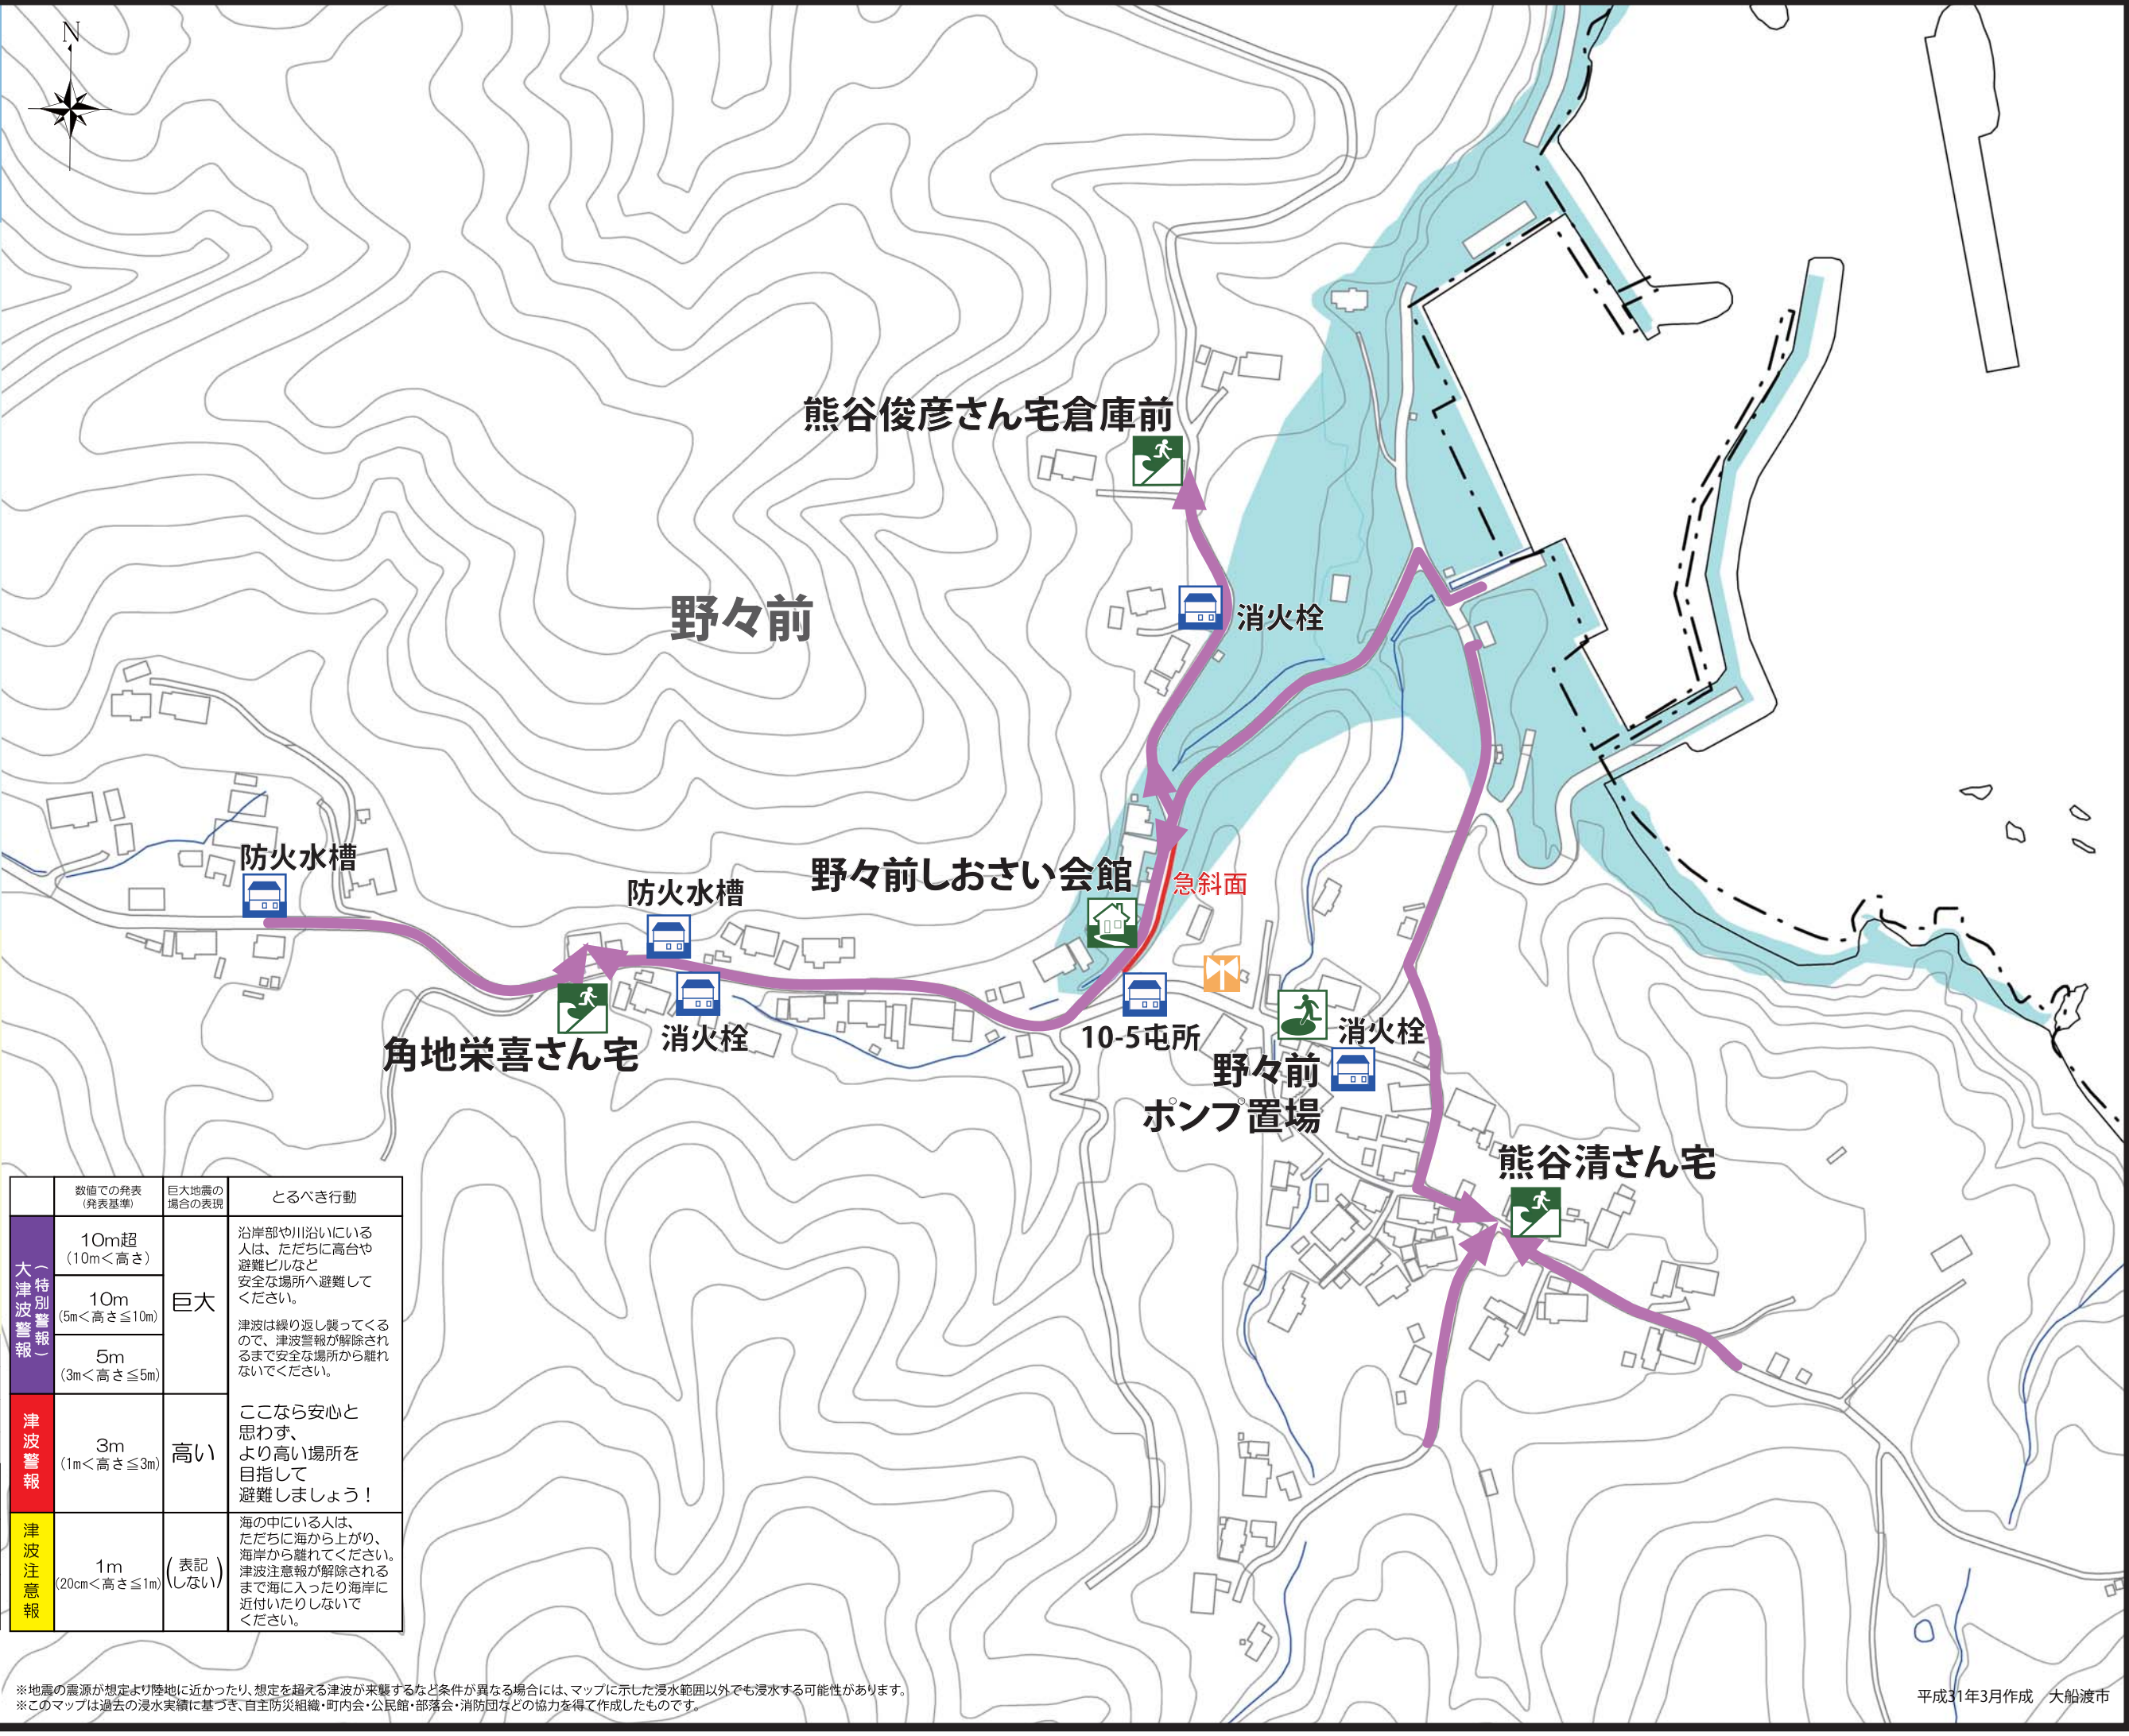 N
熊谷俊彦さん宅倉庫前
野々前
消火栓
防火水槽
防火水槽
野々前しおさい会館
急斜面
角地栄喜さん宅
消火栓
10-5屯所
消火栓
野々前
ポンプ置場
熊谷清さん宅
数値での発表
(発表基準)
巨大地震の
場合の表現
とるべき行動
大津波警報
(特別警報)
10m超
(10m<高さ)
10m
(5m<高さ≦10m)
5m
(3m<高さ≦5m)
巨大
沿岸部や川沿いにいる
人は、ただちに高台や
避難ビルなど
安全な場所へ避難して
ください。
津波は繰り返し襲ってくる
ので、津波警報が解除され
るまで安全な場所から離れ
ないでください。
津波警報
3m
(1m<高さ≦3m)
高い
ここなら安心と
思わず、
より高い場所を
目指して
避難しましょう!
津波注意報
1m
(20cm<高さ≦1m)
(表記
しない)
海の中にいる人は、
ただちに海から上がり、
海岸から離れてください。
津波注意報が解除される
まで海に入ったり海岸に
近付いたりしないで
ください。
※地震の震源が想定より陸地に近かったり、想定を超える津波が来襲するなど条件が異なる場合には、マップに示した浸水範囲以外でも浸水する可能性があります。
※このマップは過去の浸水実績に基づき、自主防災組織・町内会・公民館・部落会・消防団などの協力を得て作成したものです。
平成31年3月作成 大船渡市